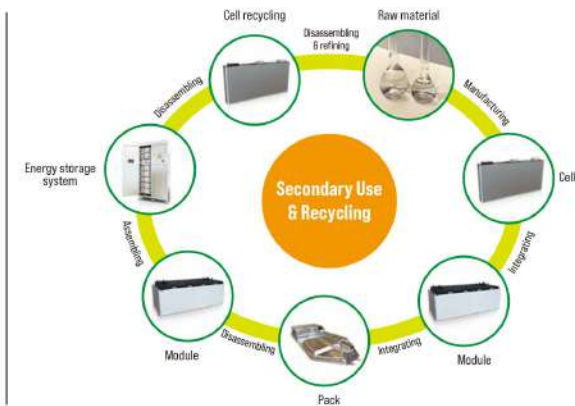 Cell recycling
Disassembling
& refining
Raw material
Manufacturing
Cell
Integrating
Module
Integrating
Pack
Disassembling
Module
Assembling
Energy storage
system
Disassembling
Secondary Use
& Recycling